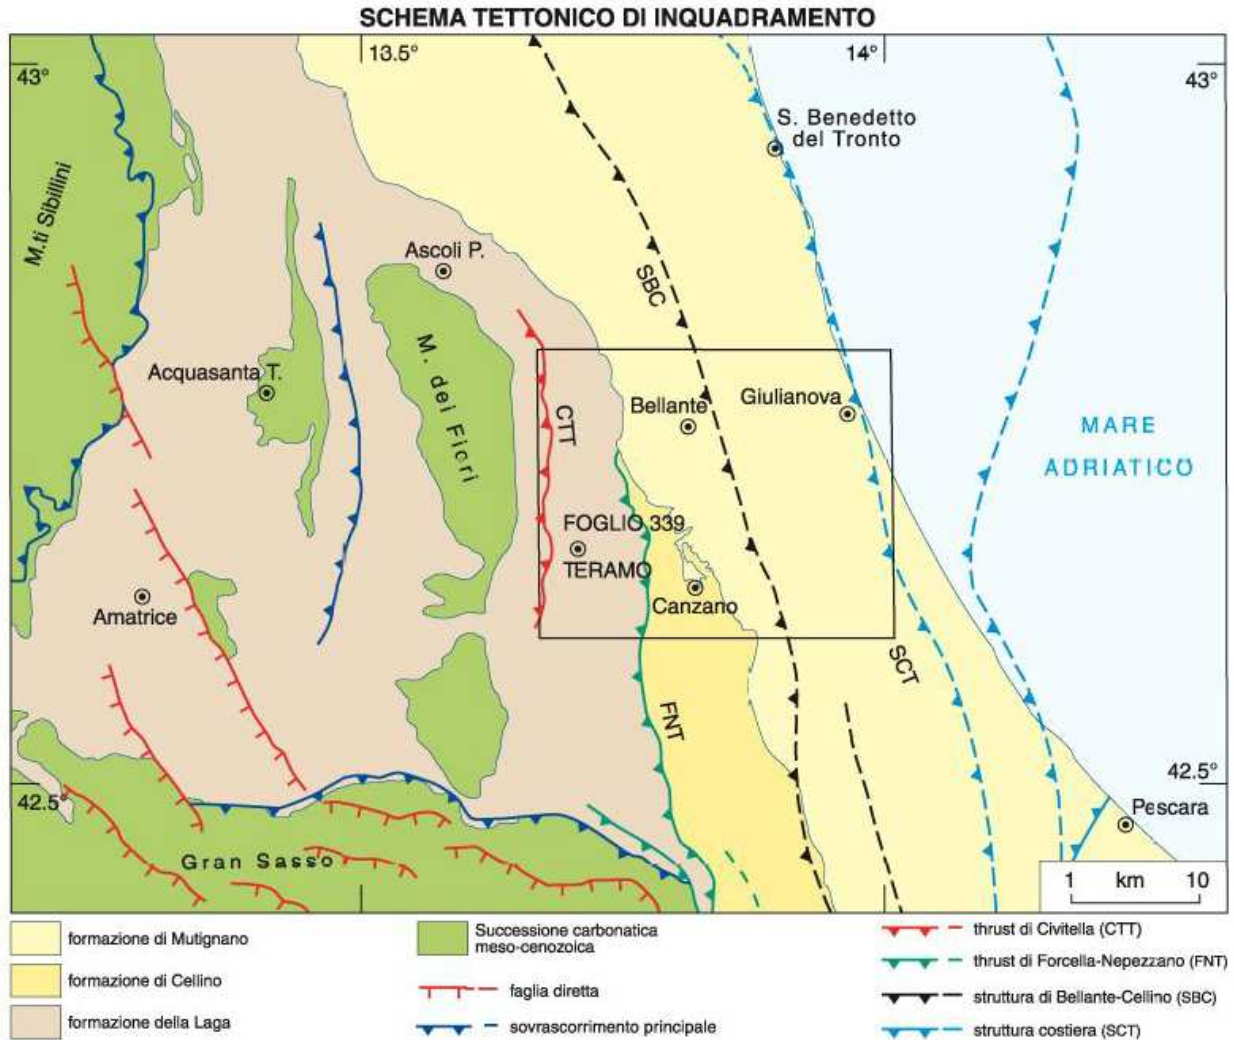 SCHEMA TETTONICO DI INQUADRAMENTO
43°
13.5°
14°
43°
S. Benedetto
del Tronto
M.ti Sibillini
Ascoli P.
SBC
M. dei Fiori
Acquasanta T.
CTT
Bellante
Giulianova
MARE
ADRIATICO
FOGLIO 339
TERAMO
Canzano
Amatrice
SCT
FNT
42.5°
42.5°
Pescara
Gran Sasso
1 km 10
formazione di Mutignano
formazione di Cellino
formazione della Laga
Successione carbonatica
meso-cenozoica
faglia diretta
sovrascorrimento principale
thrust di Civitella (CTT)
thrust di Forcella-Nepezzano (FNT)
struttura di Bellante-Cellino (SBC)
struttura costiera (SCT)